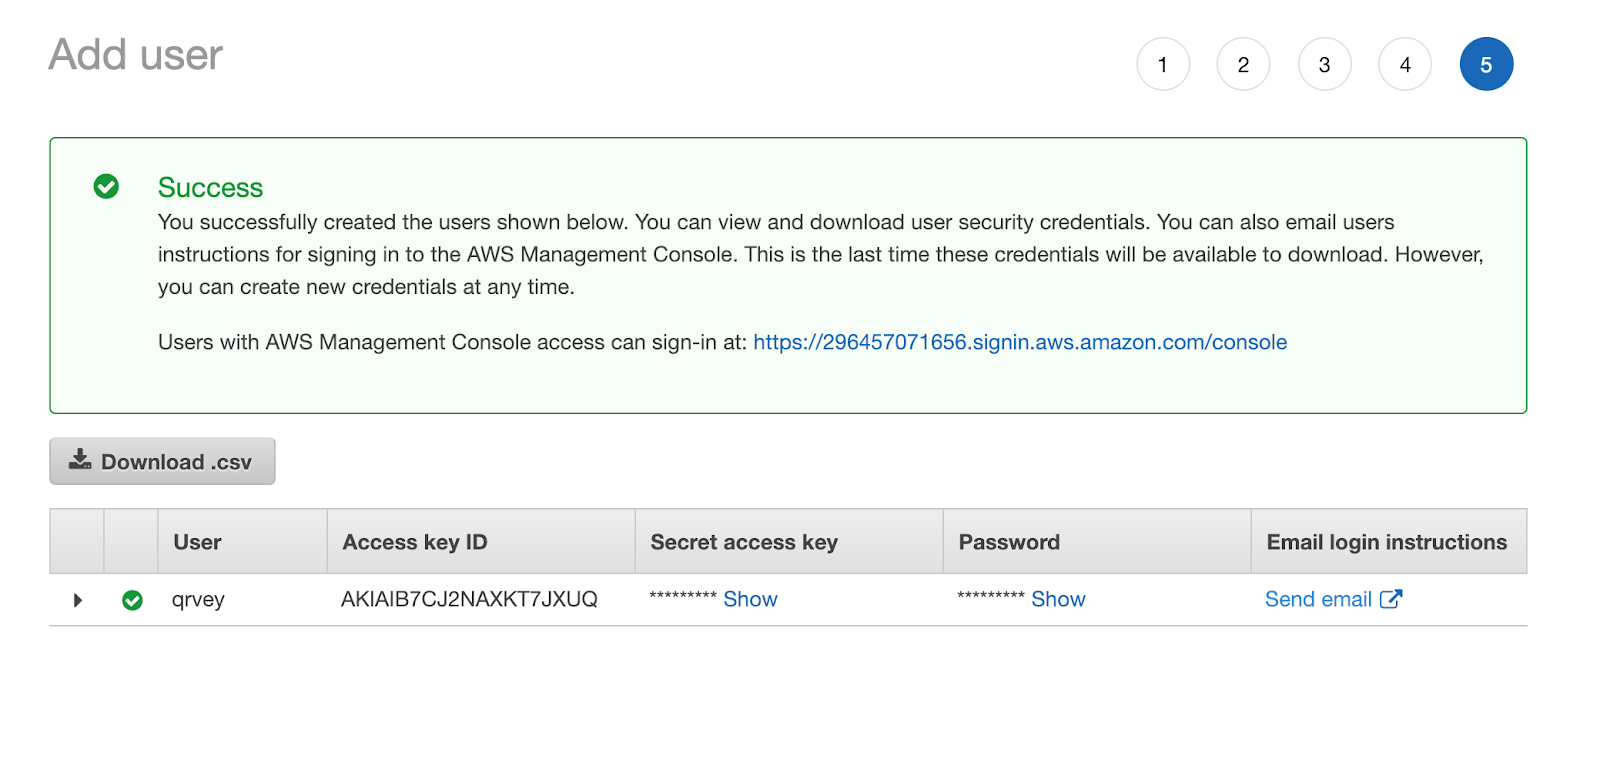 Add user
1 2 3 4 5
Success
You successfully created the users shown below. You can view and download user security credentials. You can also email users
instructions for signing in to the AWS Management Console. This is the last time these credentials will be available to download. However,
you can create new credentials at any time.
Users with AWS Management Console access can sign-in at: https://296457071656.signin.aws.amazon.com/console
Download .csv
User Access key ID Secret access key Password Email login instructions
qrvey AKIAIB7CJ2NAXKT7JXUQ ********* Show ********* Show Send email